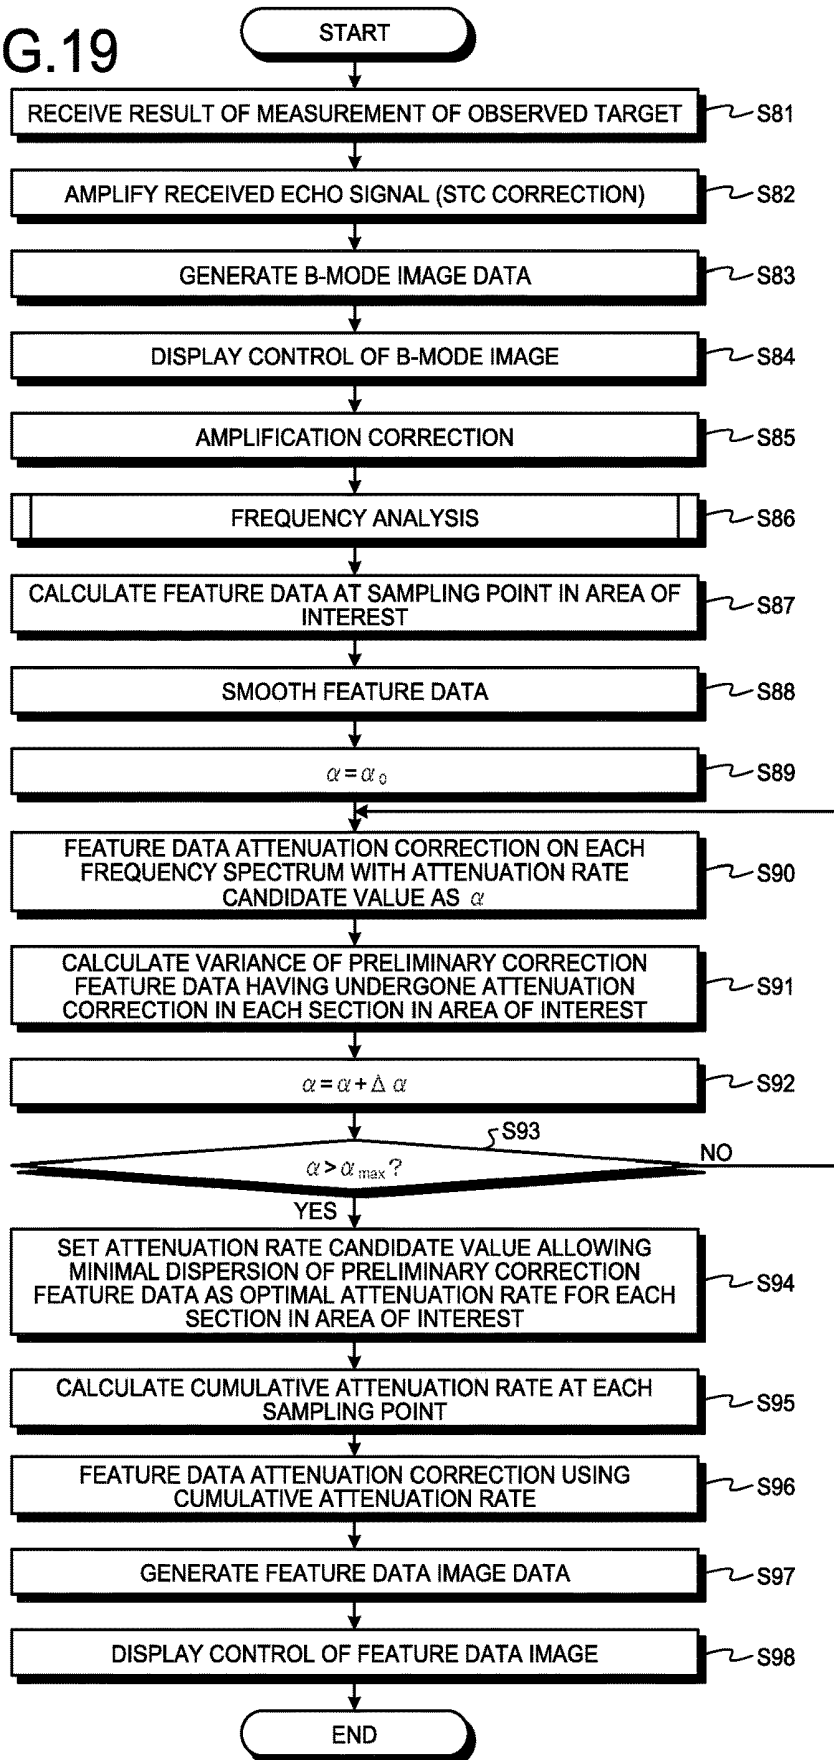 G.19
START
RECEIVE RESULT OF MEASUREMENT OF OBSERVED TARGET
S81
AMPLIFY RECEIVED ECHO SIGNAL (STC CORRECTION)
S82
GENERATE B-MODE IMAGE DATA
S83
DISPLAY CONTROL OF B-MODE IMAGE
S84
AMPLIFICATION CORRECTION
S85
FREQUENCY ANALYSIS
S86
CALCULATE FEATURE DATA AT SAMPLING POINT IN AREA OF
INTEREST
S87
SMOOTH FEATURE DATA
S88
α = α₀
S89
FEATURE DATA ATTENUATION CORRECTION ON EACH
FREQUENCY SPECTRUM WITH ATTENUATION RATE
CANDIDATE VALUE AS α
S90
CALCULATE VARIANCE OF PRELIMINARY CORRECTION
FEATURE DATA HAVING UNDERGONE ATTENUATION
CORRECTION IN EACH SECTION IN AREA OF INTEREST
S91
α = α + Δ α
S92
S93
α > αmax ?
NO
YES
SET ATTENUATION RATE CANDIDATE VALUE ALLOWING
MINIMAL DISPERSION OF PRELIMINARY CORRECTION
FEATURE DATA AS OPTIMAL ATTENUATION RATE FOR EACH
SECTION IN AREA OF INTEREST
S94
CALCULATE CUMULATIVE ATTENUATION RATE AT EACH
SAMPLING POINT
S95
FEATURE DATA ATTENUATION CORRECTION USING
CUMULATIVE ATTENUATION RATE
S96
GENERATE FEATURE DATA IMAGE DATA
S97
DISPLAY CONTROL OF FEATURE DATA IMAGE
S98
END